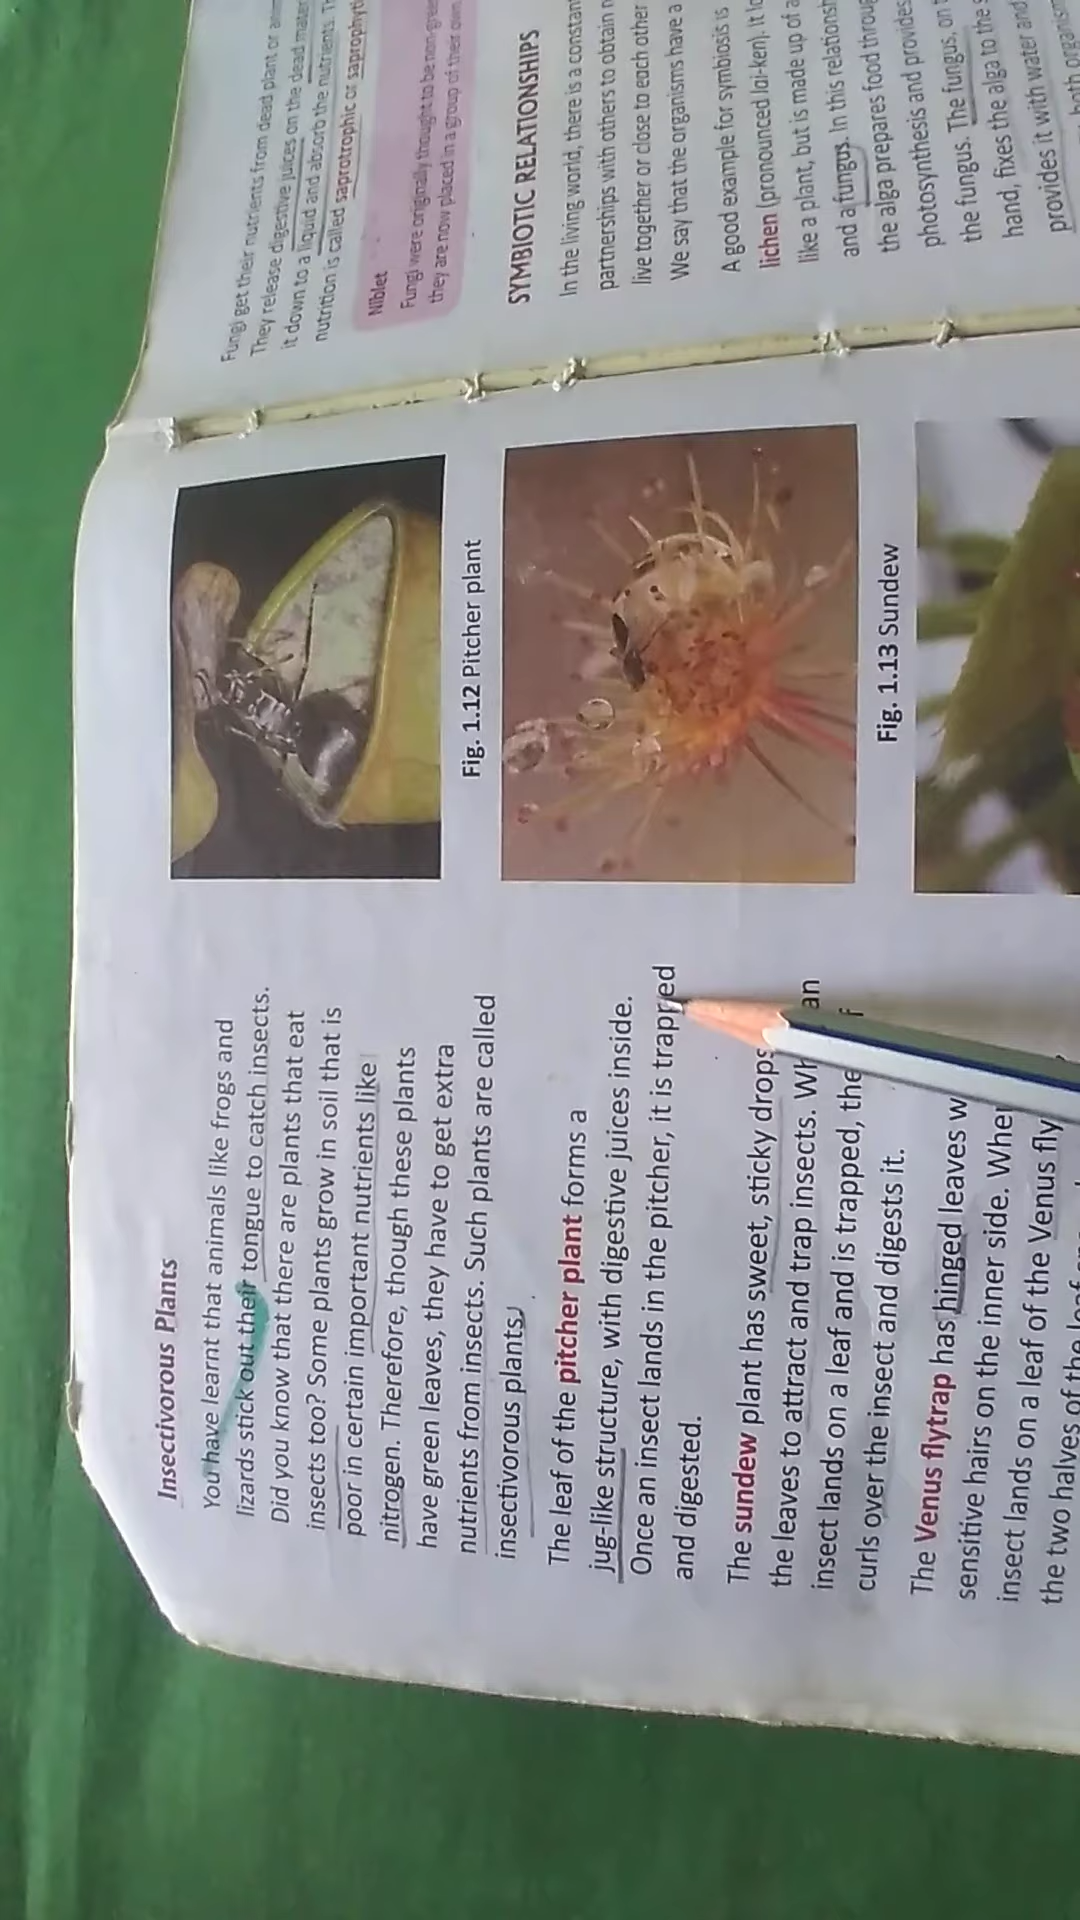 Insectivorous Plants
You have learnt that animals like frogs and
lizards stick out their tongue to catch insects.
Did you know that there are plants that eat
insects too? Some plants grow in soil that is
poor in certain important nutrients like
nitrogen. Therefore, though these plants
have green leaves, they have to get extra
nutrients from insects. Such plants are called
insectivorous plants.
The leaf of the pitcher plant forms a
jug-like structure, with digestive juices inside.
Once an insect lands in the pitcher, it is trapped
and digested.
The sundew plant has sweet, sticky drops
the leaves to attract and trap insects. Wh an
insect lands on a leaf and is trapped, the f
curls over the insect and digests it.
The Venus flytrap has hinged leaves w
sensitive hairs on the inner side. When
insect lands on a leaf of the Venus fly
the two halves of the leaf
Fig. 1.12 Pitcher plant
Fig. 1.13 Sundew
Fungi get their nutrients from dead plant or
They release digestive juices on the dead
it down to a liquid and absorb the nutrients.
nutrition is called saprotrophic or
Niblet
Fungi were originally thought to be
they are now placed in a group of their own.
SYMBIOTIC RELATIONSHIPS
In the living world, there is a constant
partnerships with others to obtain
live together or close to each other
We say that the organisms have a
A good example for symbiosis is
lichen (pronounced lai-ken). It
like a plant, but is made up of
and a fungus. In this
the alga prepares food
photosynthesis and provides
the fungus. The fungus, on
hand, fixes the alga to the
provides it with water and
both